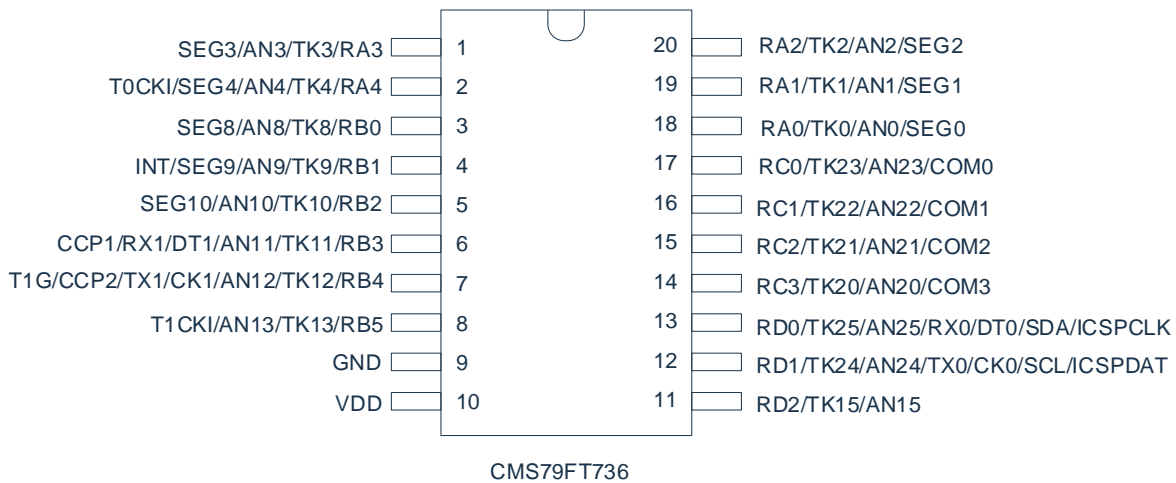 SEG3/AN3/TK3/RA3 1 20 RA2/TK2/AN2/SEG2
T0CKI/SEG4/AN4/TK4/RA4 2 19 RA1/TK1/AN1/SEG1
SEG8/AN8/TK8/RB0 3 18 RA0/TK0/AN0/SEG0
INT/SEG9/AN9/TK9/RB1 4 17 RC0/TK23/AN23/COM0
SEG10/AN10/TK10/RB2 5 16 RC1/TK22/AN22/COM1
CCP1/RX1/DT1/AN11/TK11/RB3 6 15 RC2/TK21/AN21/COM2
T1G/CCP2/TX1/CK1/AN12/TK12/RB4 7 14 RC3/TK20/AN20/COM3
T1CKI/AN13/TK13/RB5 8 13 RD0/TK25/AN25/RX0/DT0/SDA/ICSPCLK
GND 9 12 RD1/TK24/AN24/TX0/CK0/SCL/ICSPDAT
VDD 10 11 RD2/TK15/AN15
CMS79FT736